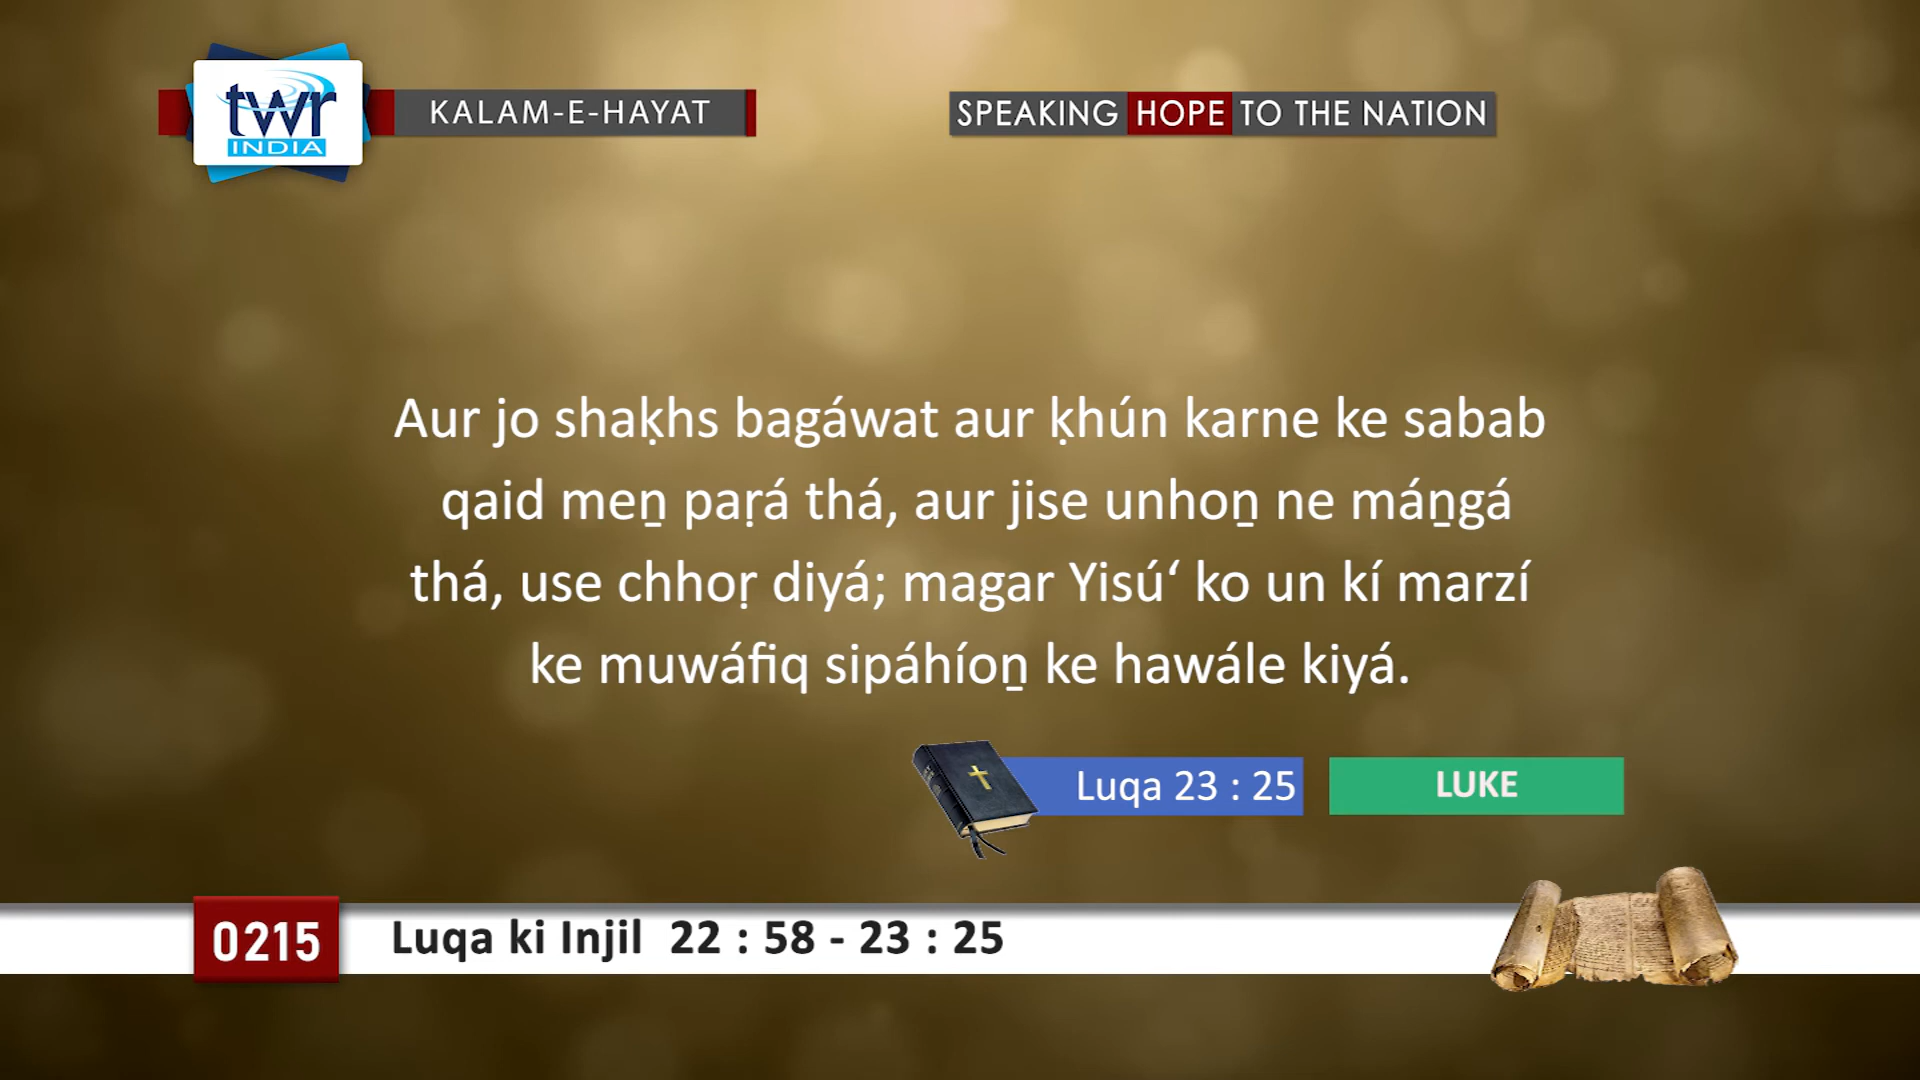 twr
INDIA
KALAM-E-HAYAT
SPEAKING HOPE TO THE NATION
Aur jo shaḳhs bagáwat aur ḳhún karne ke sabab
qaid meṉ paṛá thá, aur jise unhoṉ ne máṉgá
thá, use chhoṛ diyá; magar Yisú‘ ko un kí marzí
ke muwáfiq sipáhíoṉ ke hawále kiyá.
Luqa 23 : 25
LUKE
0215
Luqa ki Injil 22 : 58 - 23 : 25